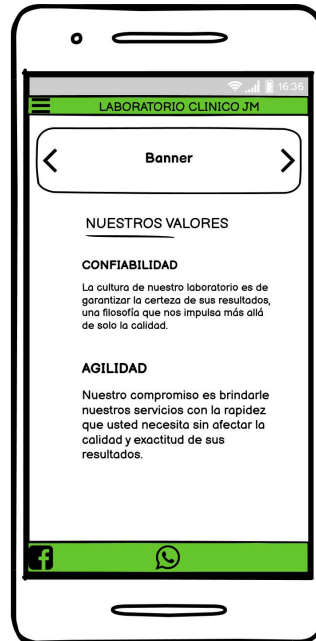 16:36
LABORATORIO CLINICO JM
Banner
NUESTROS VALORES
CONFIABILIDAD
La cultura de nuestro laboratorio es de
garantizar la certeza de sus resultados,
una filosofía que nos impulsa más allá
de solo la calidad.
AGILIDAD
Nuestro compromiso es brindarle
nuestros servicios con la rapidez
que usted necesita sin afectar la
calidad y exactitud de sus
resultados.